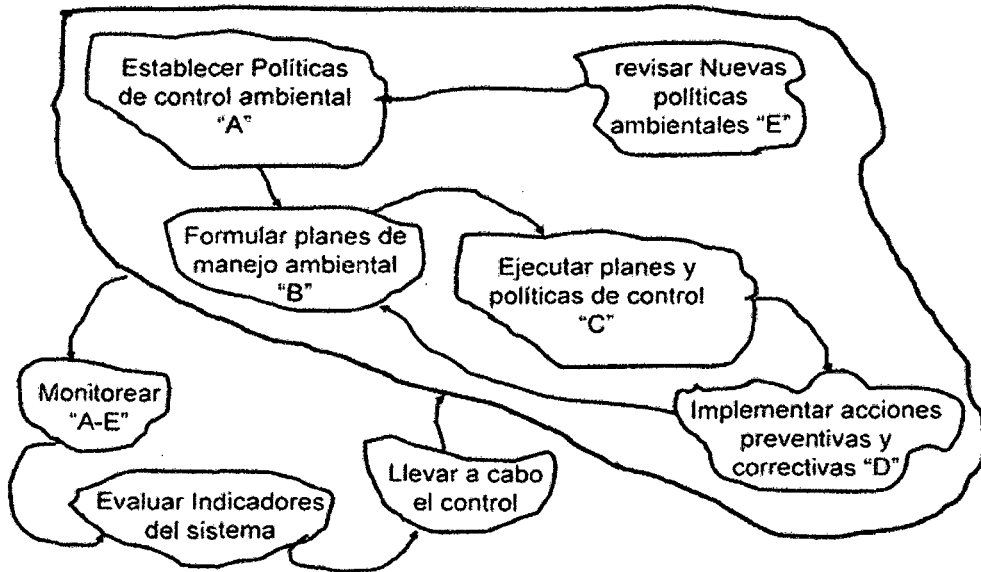 Establecer Políticas
de control ambiental
"A"
revisar Nuevas
políticas
ambientales "E"
Formular planes de
manejo ambiental
"B"
Ejecutar planes y
políticas de control
"C"
Implementar acciones
preventivas y
correctivas "D"
Monitorear
"A-E"
Evaluar Indicadores
del sistema
Llevar a cabo
el control